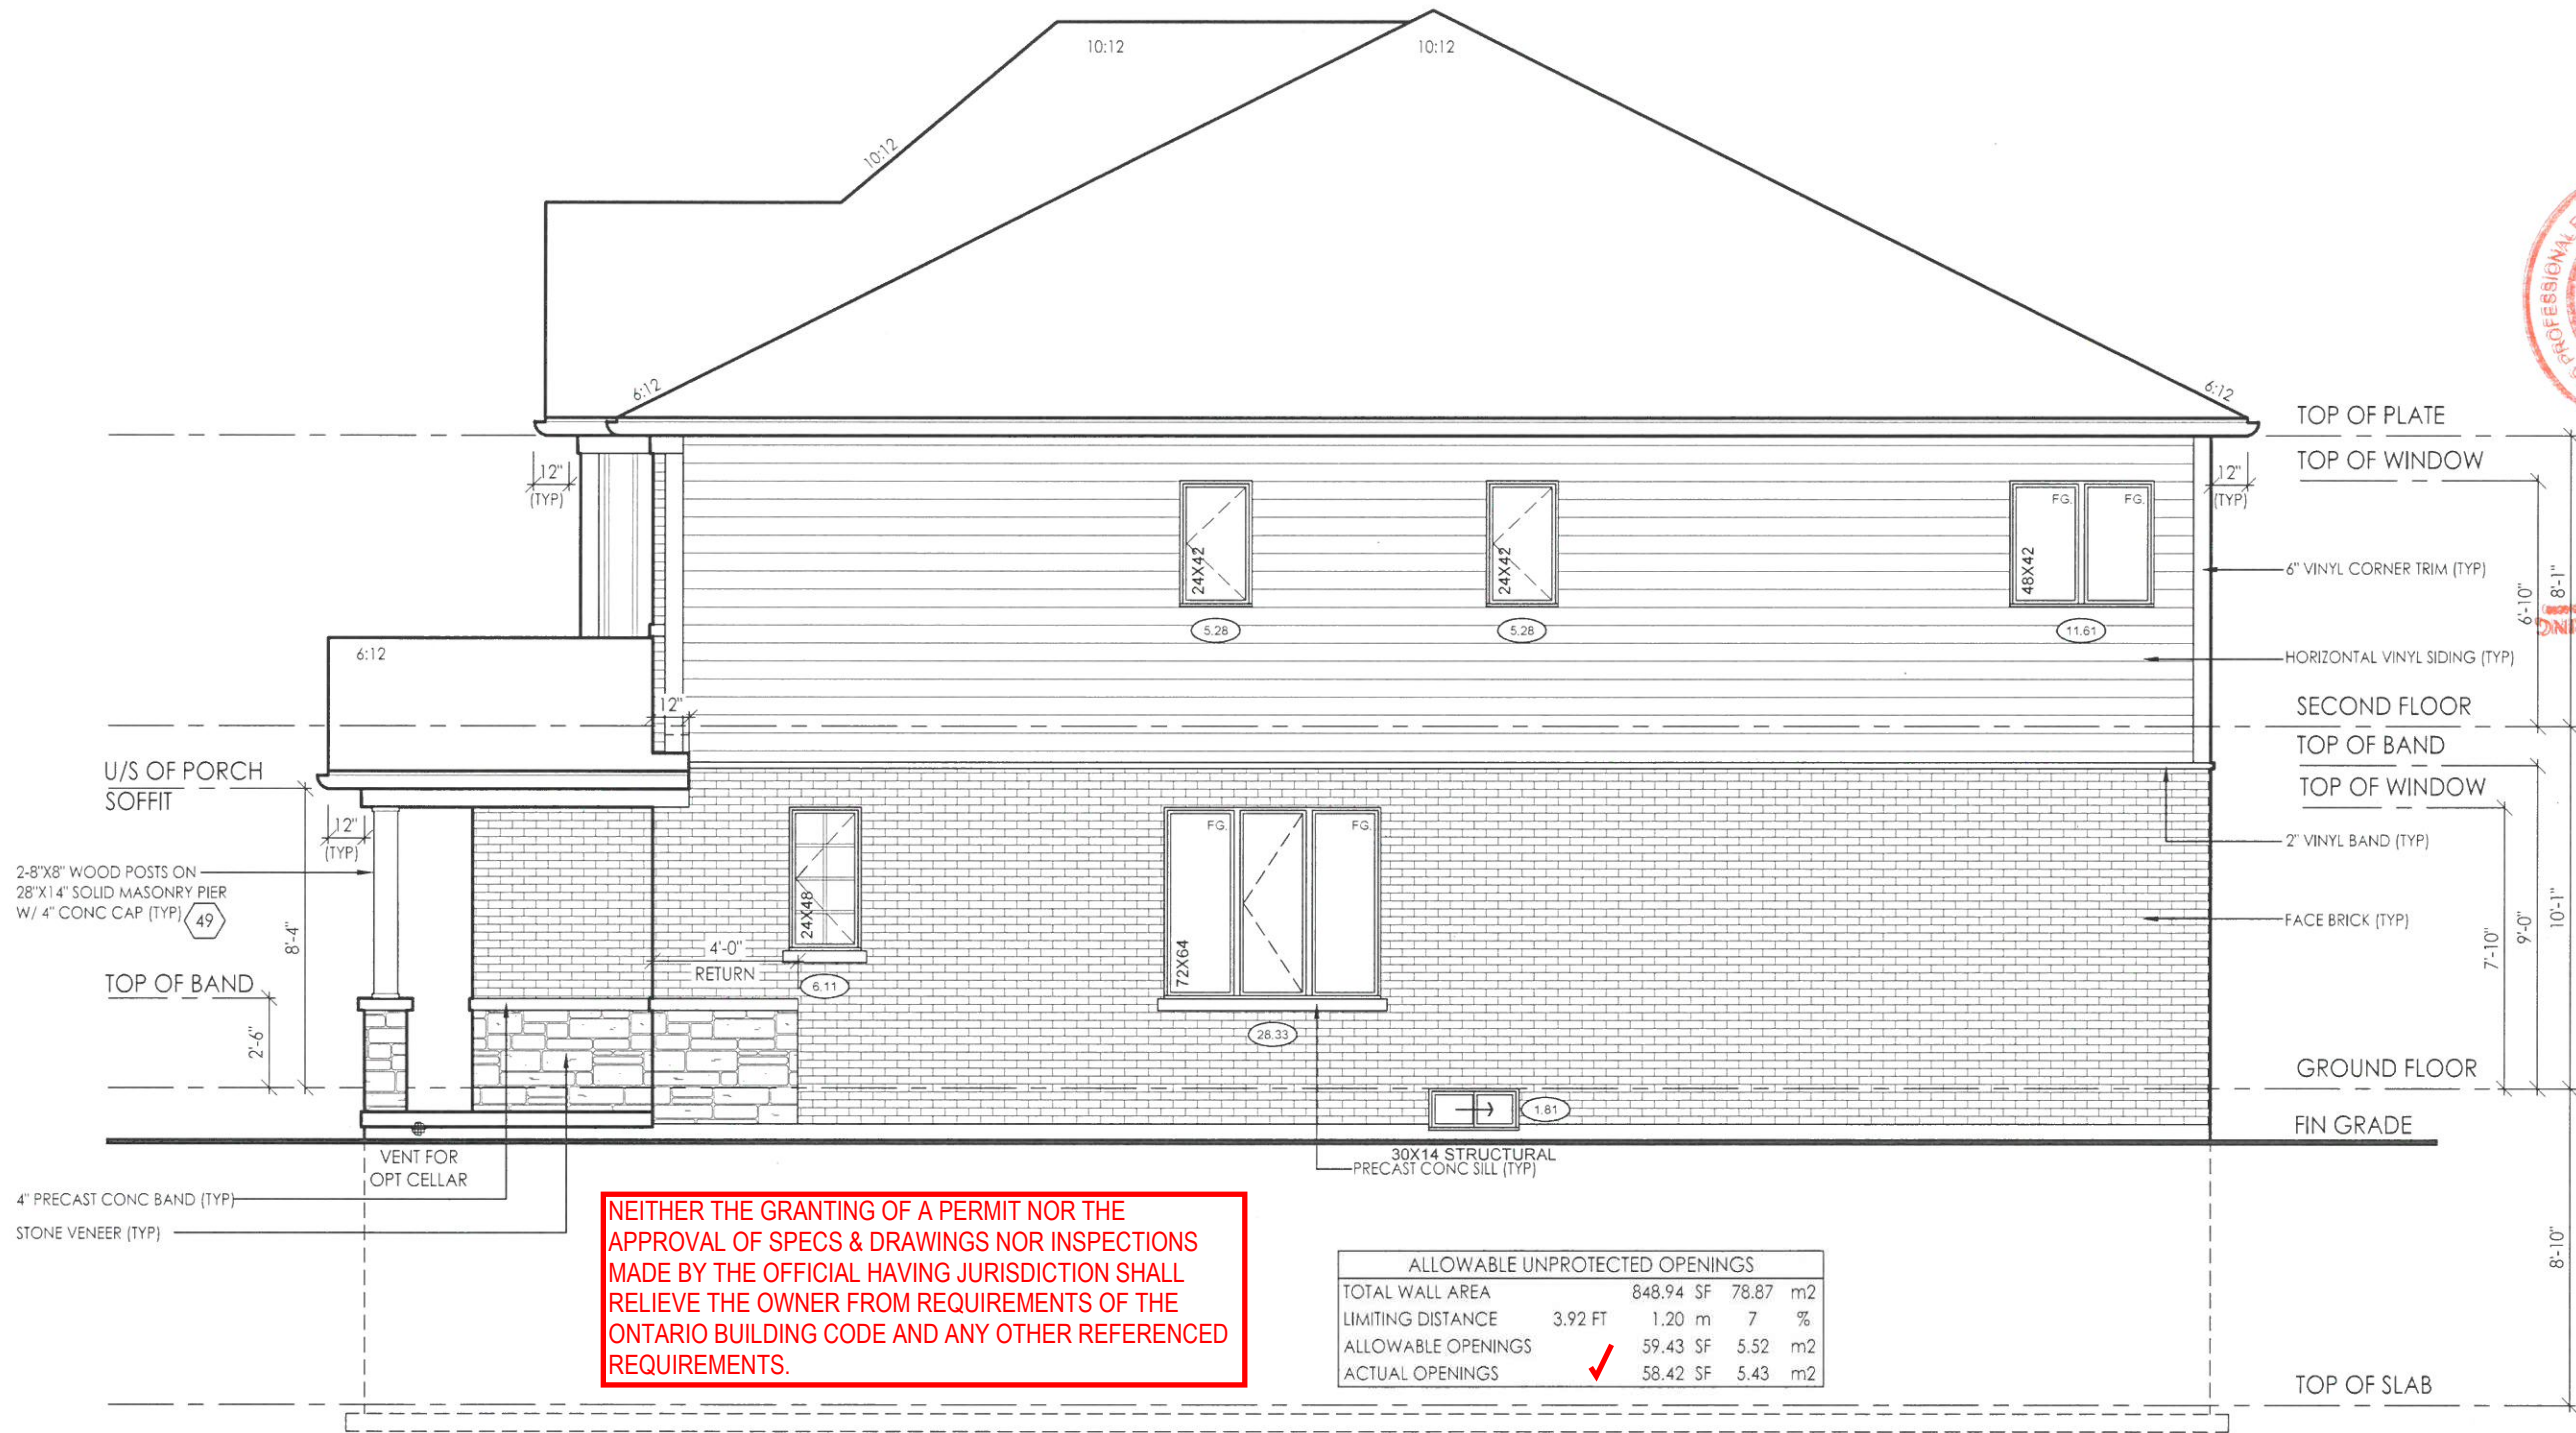 10:12
10:12
10:12
6:12
6:12
TOP OF PLATE
TOP OF WINDOW
12"
(TYP)
12"
(TYP)
FG.
FG.
24X42
24X42
48X42
6" VINYL CORNER TRIM (TYP)
6'-10"
8'-1"
5.28
5.28
11.61
6:12
HORIZONTAL VINYL SIDING (TYP)
12"
SECOND FLOOR
TOP OF BAND
U/S OF PORCH
SOFFIT
TOP OF WINDOW
12"
(TYP)
FG.
FG.
2" VINYL BAND (TYP)
2-8"X8" WOOD POSTS ON
28"X14" SOLID MASONRY PIER
W/ 4" CONC CAP (TYP)
49
24X48
FACE BRICK (TYP)
8'-4"
4'-0"
RETURN
72X64
7'-10"
9'-0"
10'-1"
TOP OF BAND
6.11
2'-6"
28.33
GROUND FLOOR
1.81
FIN GRADE
VENT FOR
OPT CELLAR
30X14 STRUCTURAL
PRECAST CONC SILL (TYP)
4" PRECAST CONC BAND (TYP)
STONE VENEER (TYP)
NEITHER THE GRANTING OF A PERMIT NOR THE
APPROVAL OF SPECS & DRAWINGS NOR INSPECTIONS
MADE BY THE OFFICIAL HAVING JURISDICTION SHALL
RELIEVE THE OWNER FROM REQUIREMENTS OF THE
ONTARIO BUILDING CODE AND ANY OTHER REFERENCED
REQUIREMENTS.
ALLOWABLE UNPROTECTED OPENINGS
TOTAL WALL AREA 848.94 SF 78.87 m2
LIMITING DISTANCE 3.92 FT 1.20 m 7 %
ALLOWABLE OPENINGS 59.43 SF 5.52 m2
ACTUAL OPENINGS 58.42 SF 5.43 m2
8'-10"
TOP OF SLAB
PROFESSIONAL